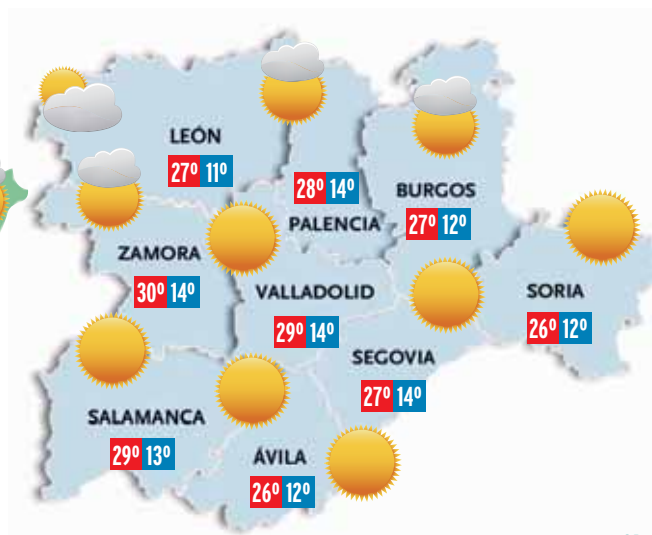 LEÓN
27º 11º
28º 14º
PALENCIA
BURGOS
27º 12º
ZAMORA
30º 14º
VALLADOLID
29º 14º
SORIA
26º 12º
SEGOVIA
27º 14º
SALAMANCA
29º 13º
ÁVILA
26º 12º